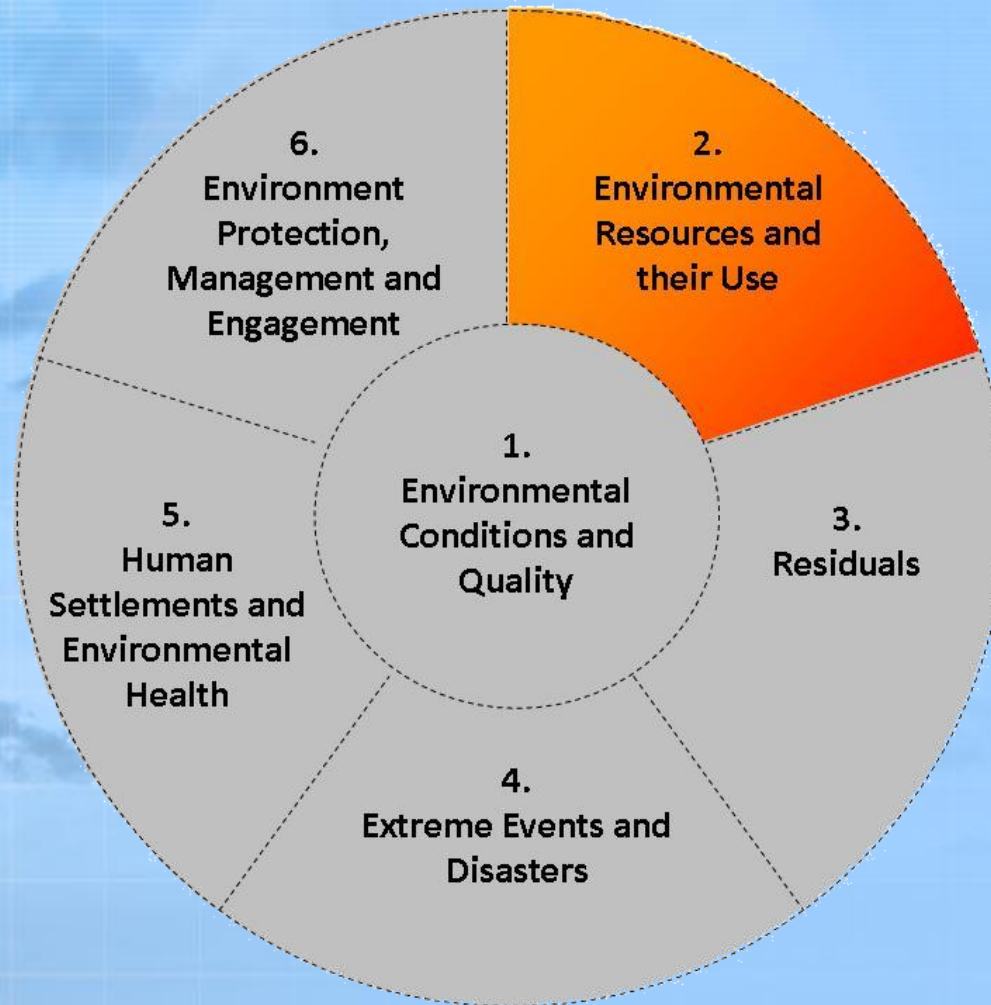 1.
Environmental
Conditions and
Quality
2.
Environmental
Resources and
their Use
3.
Residuals
4.
Extreme Events and
Disasters
5.
Human
Settlements and
Environmental
Health
6.
Environment
Protection,
Management and
Engagement